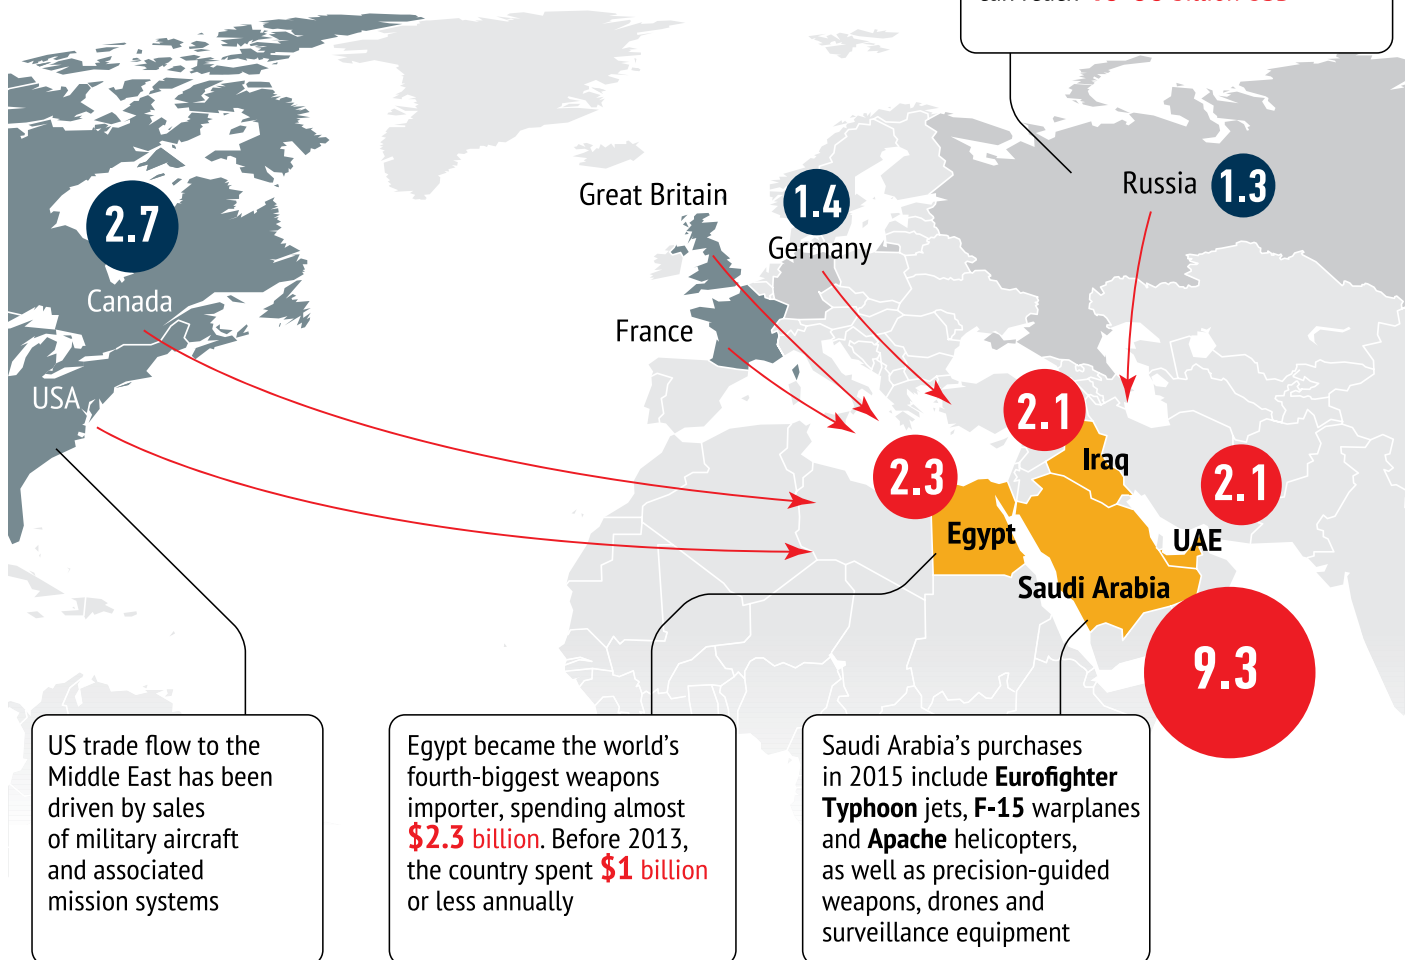 Russia 1.3
Great Britain
1.4
Germany
2.7
Canada
France
USA
2.1
Iraq
2.3
2.1
Egypt
UAE
Saudi Arabia
9.3
US trade flow to the
Middle East has been
driven by sales
of military aircraft
and associated
mission systems
Egypt became the world's
fourth-biggest weapons
importer, spending almost
$2.3 billion. Before 2013,
the country spent $1 billion
or less annually
Saudi Arabia's purchases
in 2015 include Eurofighter
Typhoon jets, F-15 warplanes
and Apache helicopters,
as well as precision-guided
weapons, drones and
surveillance equipment